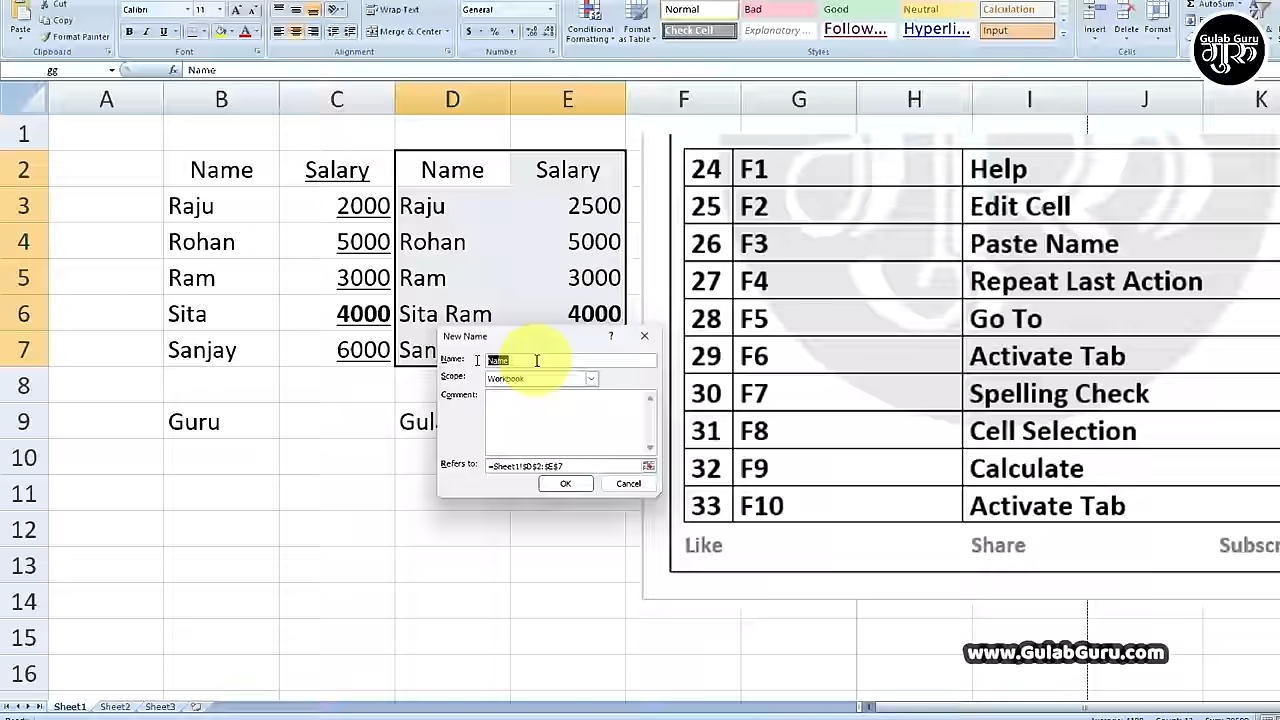 Cut Calibri 11 Wrap Text General Normal Bad Good Neutral Calculation AutoSum
Paste Format Painter Merge & Center Conditional Formatting Format as Table Check Cell Explanatory ... Follow... Hyperli... Input Insert Delete Format
Clipboard Font Alignment Number Styles Cells
Gulab Guru
गुरु
gg fx Name
A B C D E F G H I J K
1
2 Name Salary Name Salary
3 Raju 2000 Raju 2500
4 Rohan 5000 Rohan 5000
5 Ram 3000 Ram 3000
6 Sita 4000 Sita Ram 4000
7 Sanjay 6000 San
8
9 Guru Gul
10
11
12
13
14
15
16
New Name ?
Name: Name
Scope: Workbook
Comment:
Refers to: =Sheet1!$D$2:$E$7
OK Cancel
24 F1 Help
25 F2 Edit Cell
26 F3 Paste Name
27 F4 Repeat Last Action
28 F5 Go To
29 F6 Activate Tab
30 F7 Spelling Check
31 F8 Cell Selection
32 F9 Calculate
33 F10 Activate Tab
Like Share Subsc
www.GulabGuru.com
Sheet1 Sheet2 Sheet3